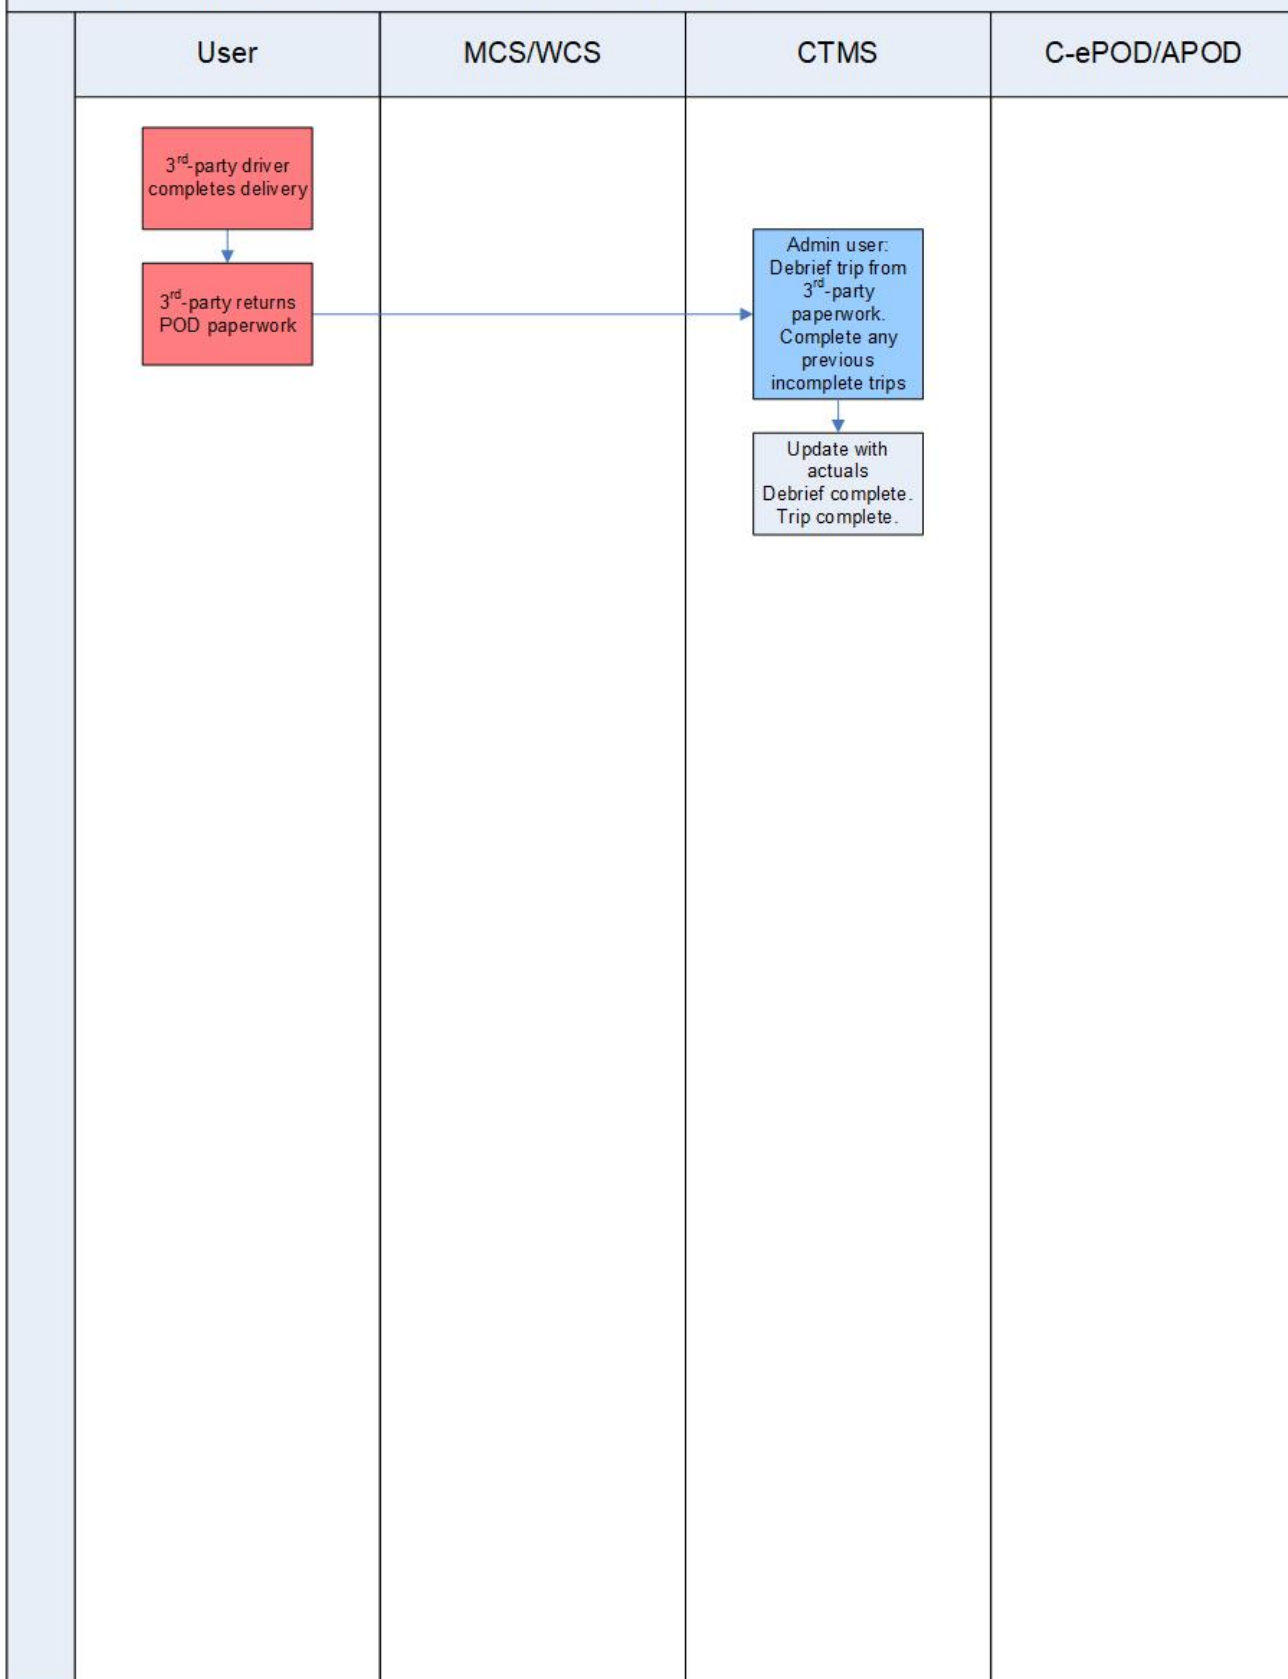 User
MCS/WCS
CTMS
C-ePOD/APOD
3rd-party driver
completes delivery
3rd-party returns
POD paperwork
Admin user:
Debrief trip from
3rd-party
paperwork.
Complete any
previous
incomplete trips
Update with
actuals
Debrief complete.
Trip complete.